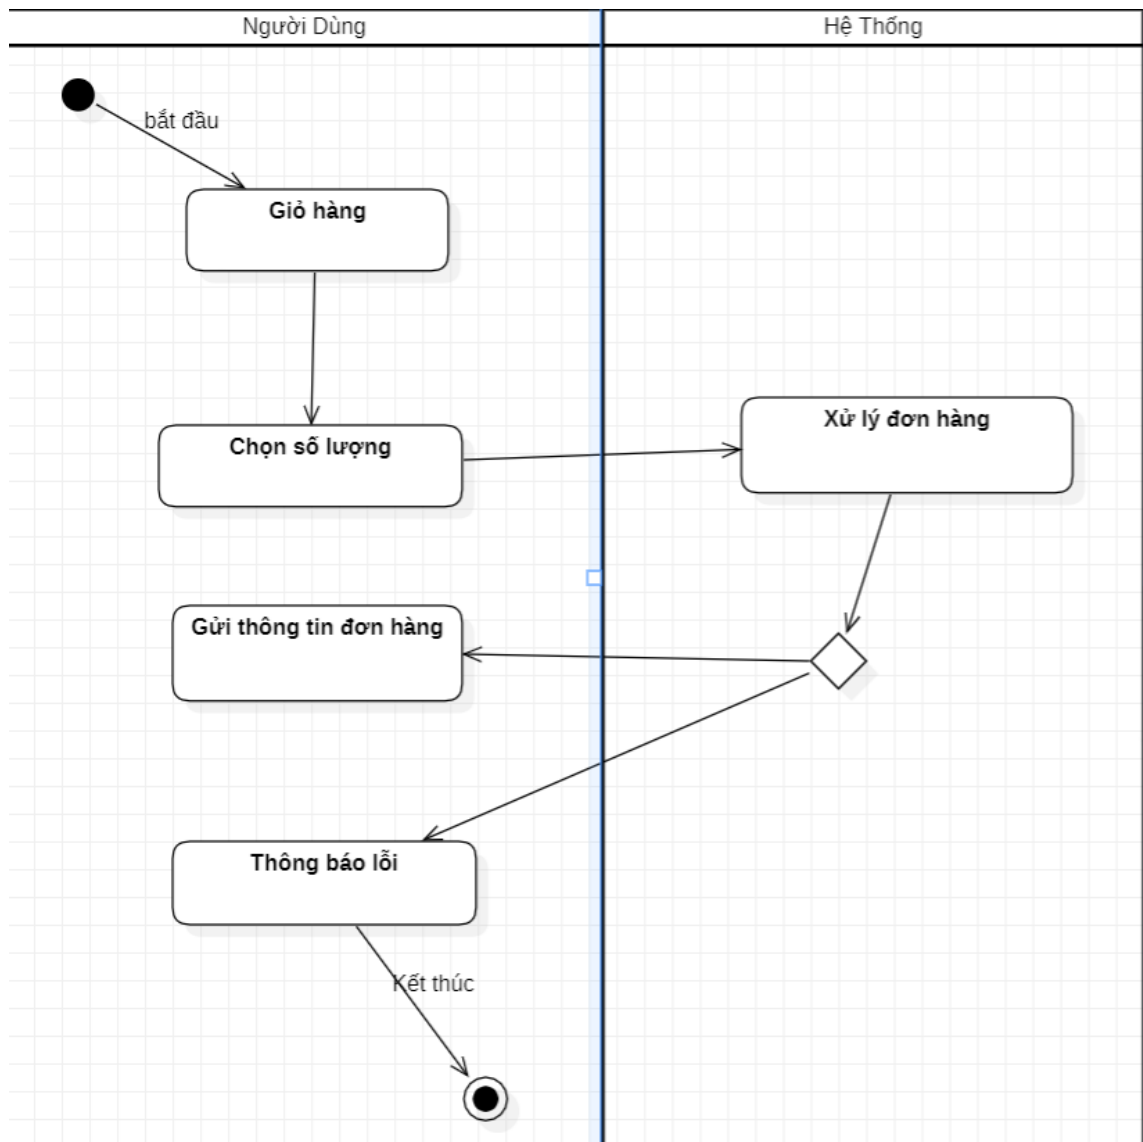 Người Dùng
Hệ Thống
bắt đầu
Giỏ hàng
Chọn số lượng
Xử lý đơn hàng
Gửi thông tin đơn hàng
Thông báo lỗi
Kết thúc